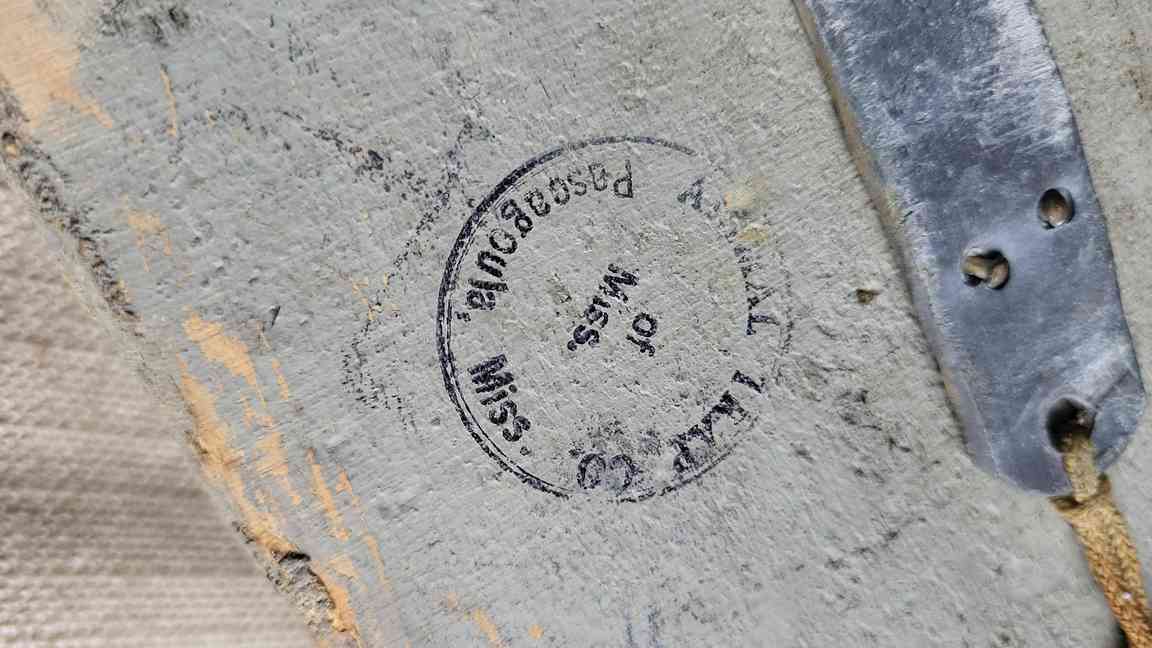 TRAP CO
of
Miss.
Pascagoula, Miss.